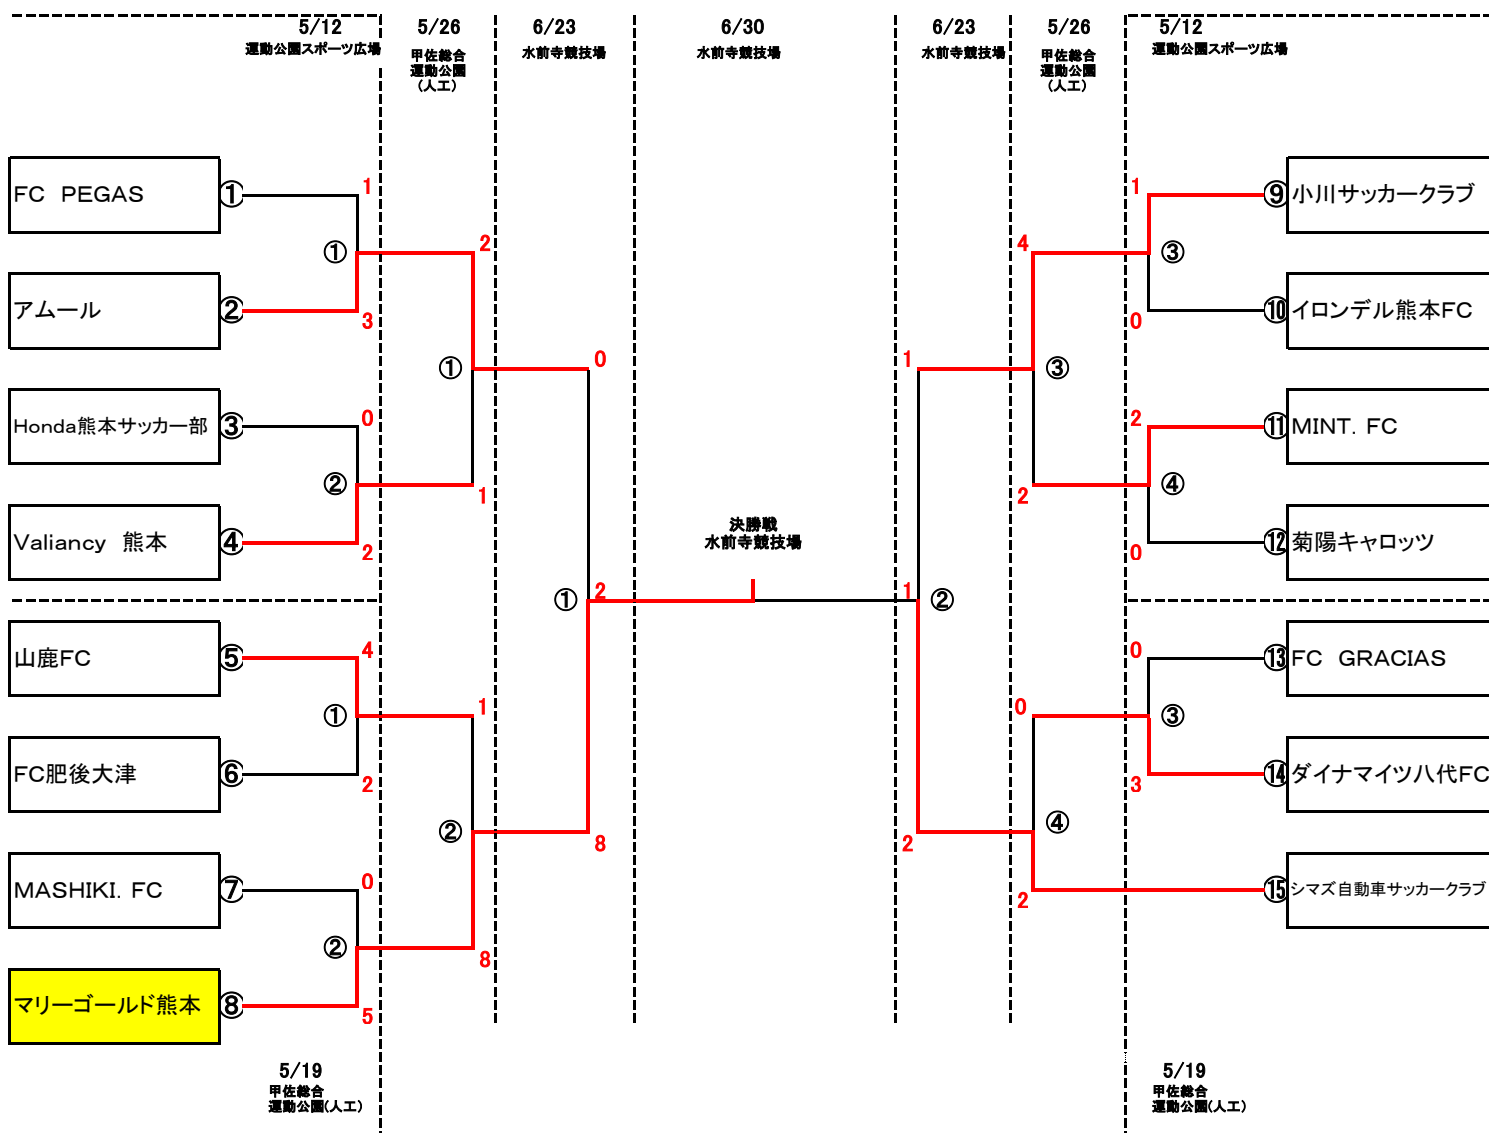 5/12
運動公園スポーツ広場
5/26
甲佐総合
運動公園
(人工)
6/23
水前寺競技場
6/30
水前寺競技場
6/23
水前寺競技場
5/26
甲佐総合
運動公園
(人工)
5/12
運動公園スポーツ広場
FC PEGAS ①
1
①
アムール ②
3
2
①
Honda熊本サッカー部 ③
0
②
Valiancy 熊本 ④
2
1
0
①
山鹿FC ⑤
4
①
FC肥後大津 ⑥
2
1
②
MASHIKI. FC ⑦
0
②
マリーゴールド熊本 ⑧
5
8
8
2
決勝戦
水前寺競技場
1
1
②
2
4
③
2
0
④
2
1
⑨ 小川サッカークラブ
③
0
⑩ イロンデル熊本FC
2
⑪ MINT. FC
④
0
⑫ 菊陽キャロッツ
0
⑬ FC GRACIAS
③
3
⑭ ダイナマイツ八代FC
⑮ シマズ自動車サッカークラブ
5/19
甲佐総合
運動公園(人工)
5/19
甲佐総合
運動公園(人工)